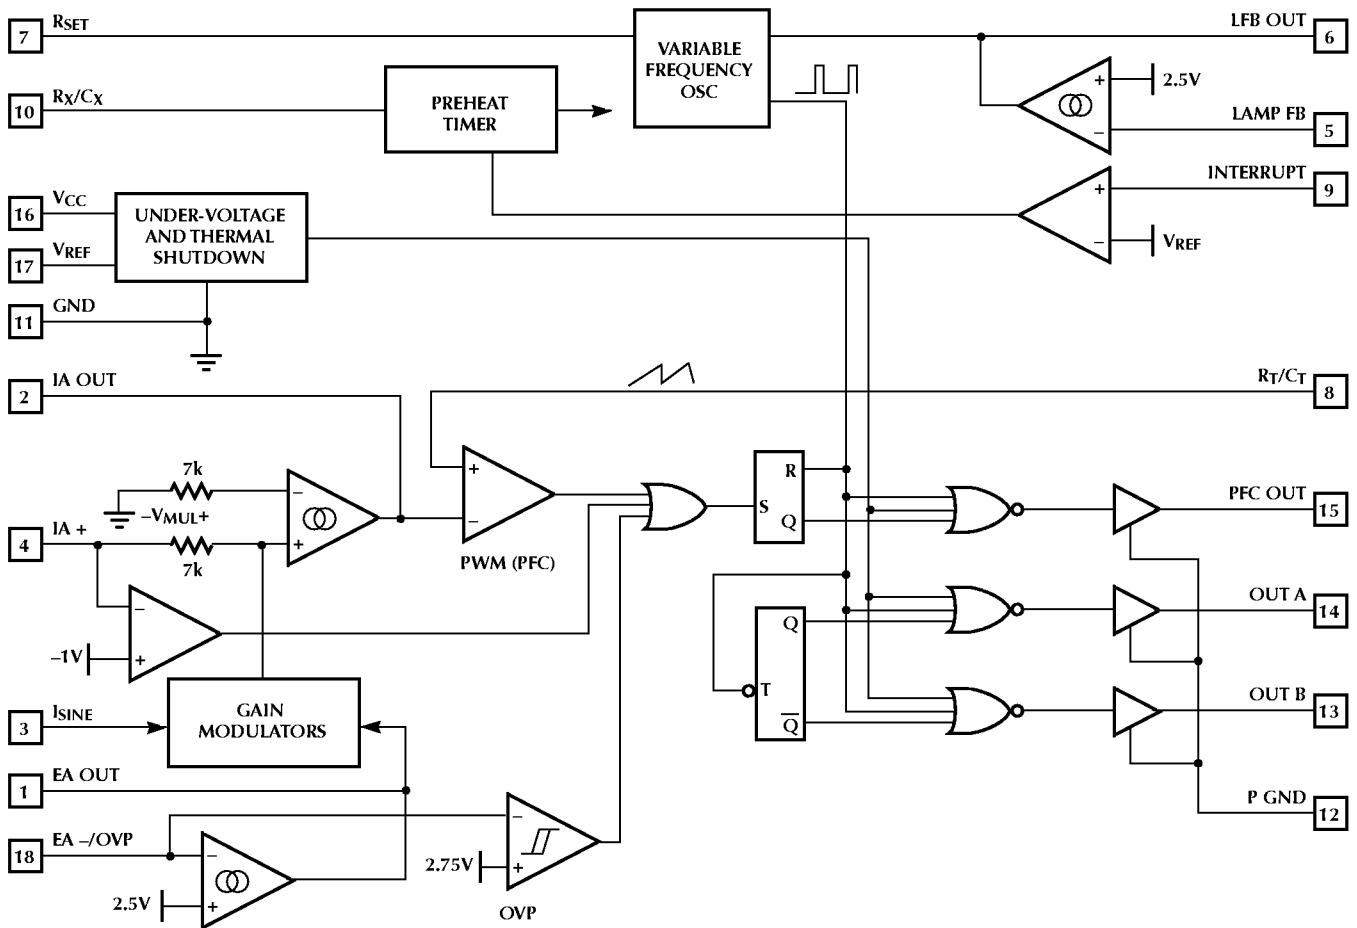 RSET
7
VARIABLE
FREQUENCY
OSC
LFB OUT
6
+
2.5V
RX/CX
10
PREHEAT
TIMER
LAMP FB
–
5
INTERRUPT
+
9
VCC
16
UNDER-VOLTAGE
AND THERMAL
SHUTDOWN
–
VREF
VREF
17
GND
11
IA OUT
2
RT/CT
8
7k
–
+
R
–VMUL+
–
S
Q
PFC OUT
15
IA +
4
+
7k
PWM (PFC)
–
OUT A
14
Q
–1V
+
T
ISINE
3
GAIN
MODULATORS
Q
OUT B
13
EA OUT
1
P GND
12
EA –/OVP
18
–
–
2.75V
+
2.5V
+
OVP